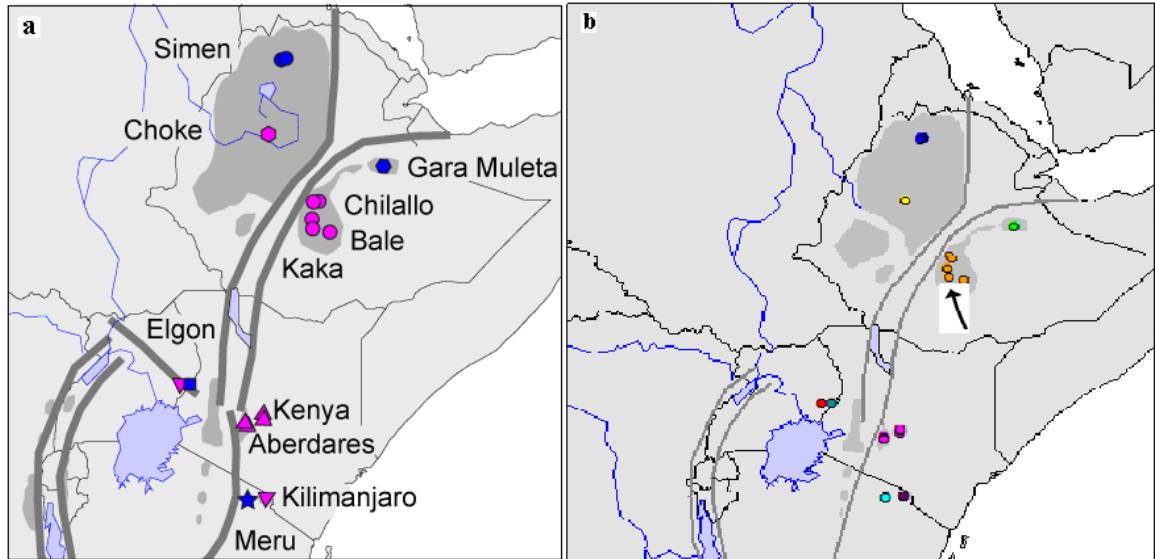 a
Simen
Choke
Gara Muleta
Chilallo
Bale
Kaka
Elgon
Kenya
Aberdares
Kilimanjaro
Meru
b